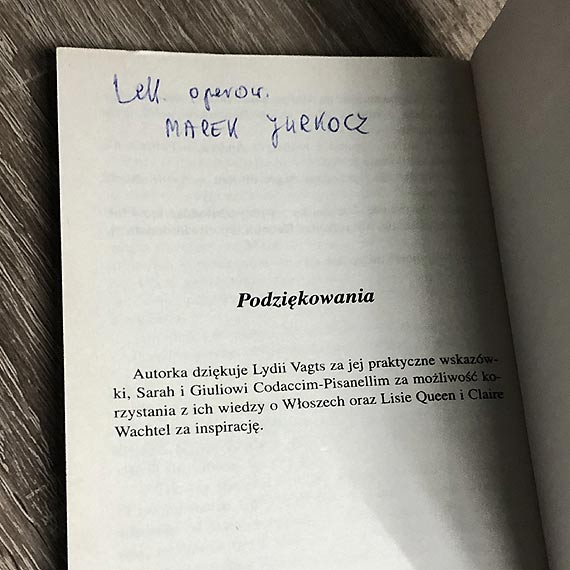 Lek. operow.
MAREK JURKOCZ
Podziękowania
Autorka dziękuje Lydii Vagts za jej praktyczne wskazów-
ki, Sarah i Giuliowi Codaccim-Pisanellim za możliwość ko-
rzystania z ich wiedzy o Włoszech oraz Lisie Queen i Claire
Wachtel za inspirację.